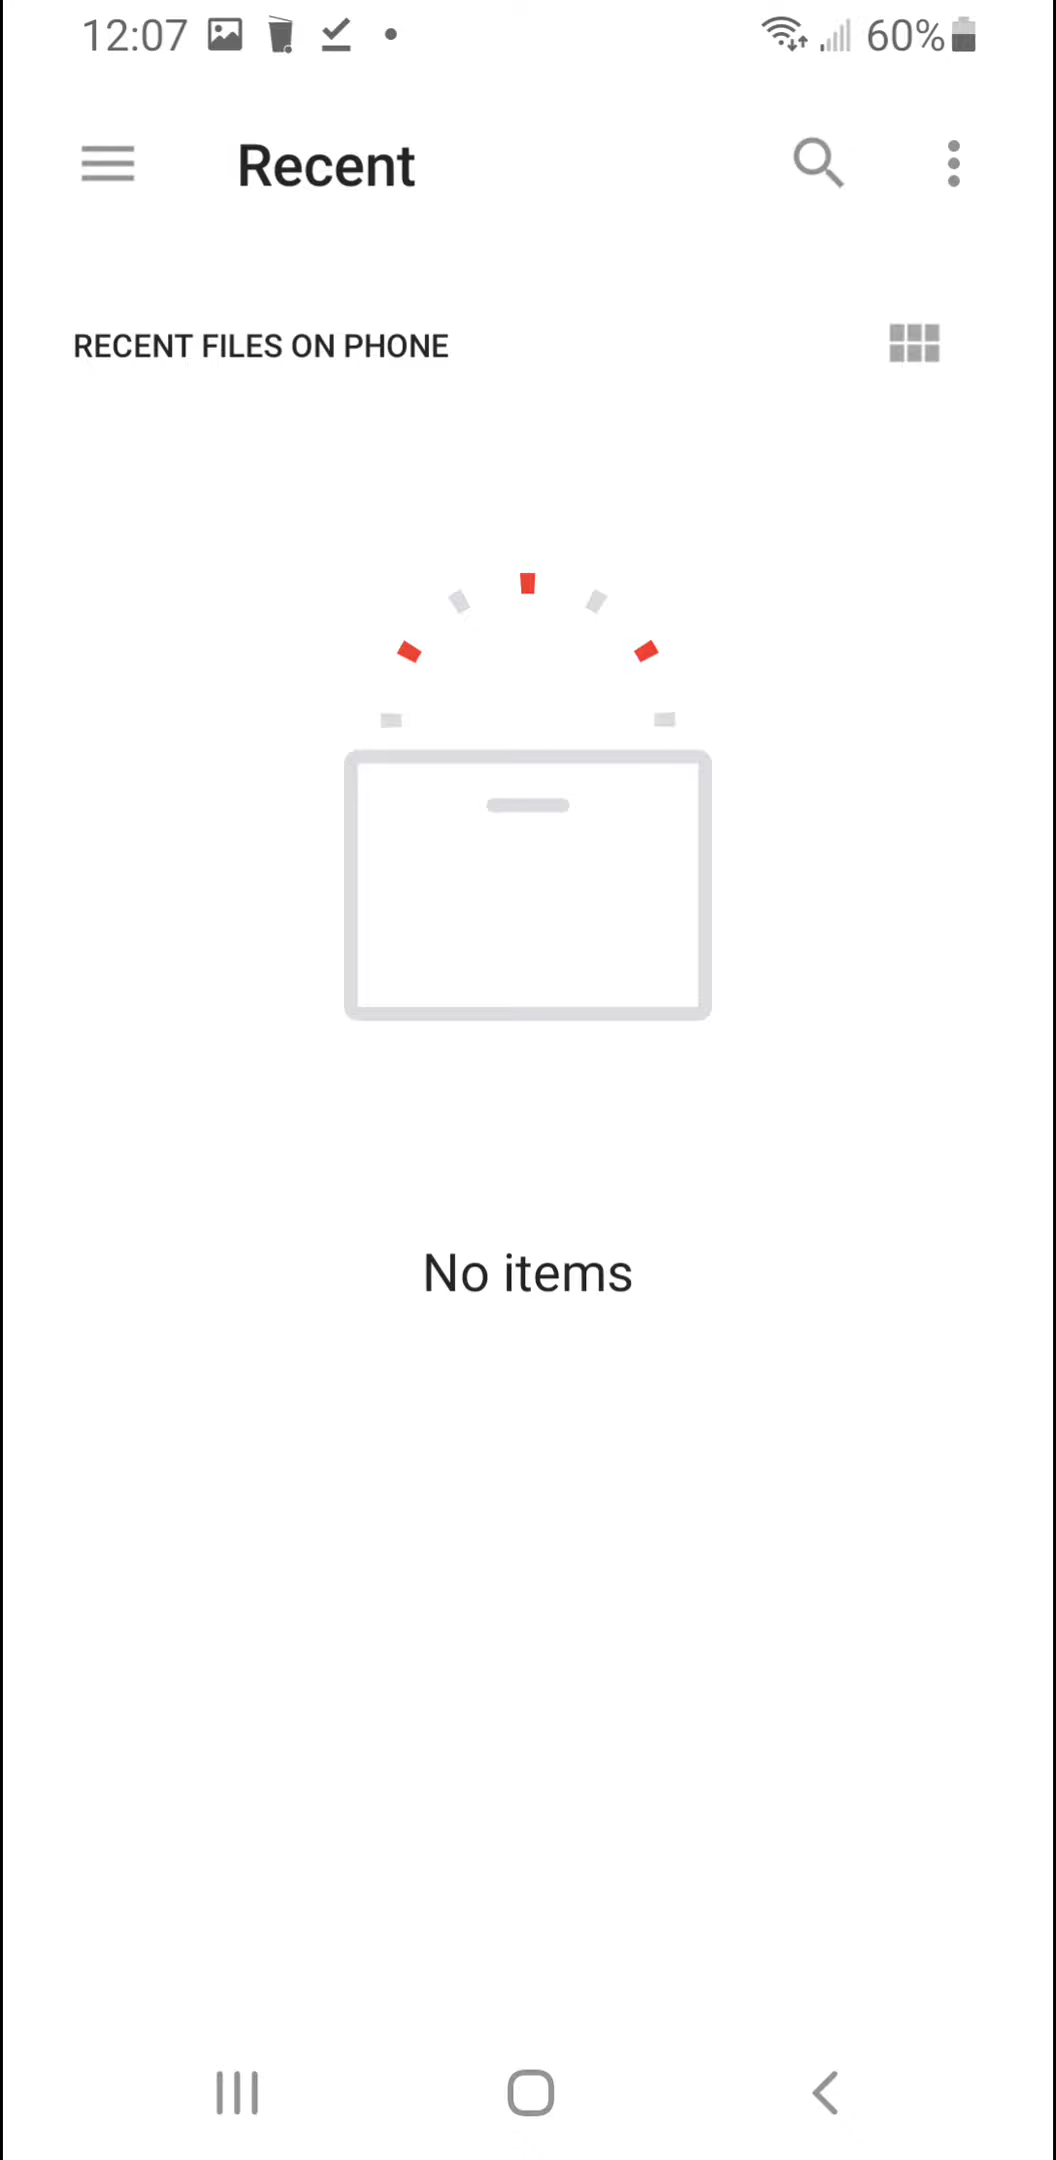 12:07
60%
Recent
RECENT FILES ON PHONE
No items